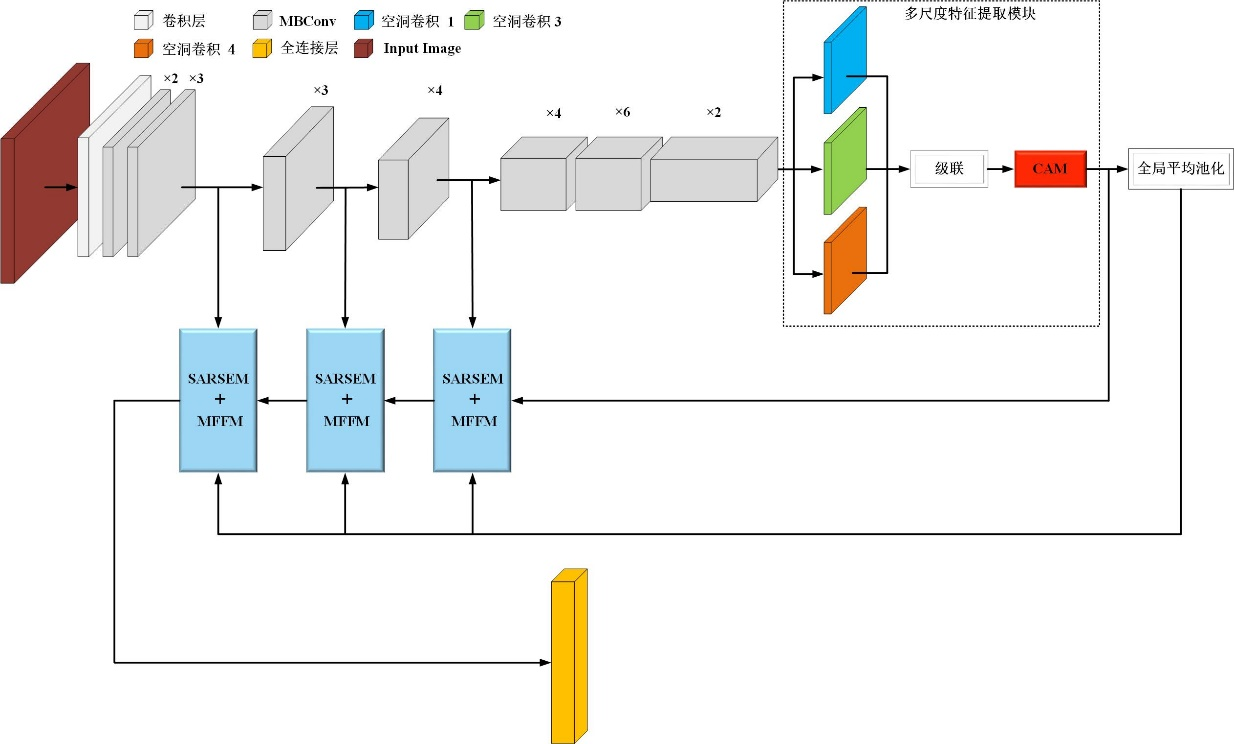 卷积层 MBConv 空洞卷积 1 空洞卷积 3
空洞卷积 4 全连接层 Input Image
多尺度特征提取模块
×2 ×3
×3
×4
×4
×6
×2
级联
CAM
全局平均池化
SARSEM
+
MFFM
SARSEM
+
MFFM
SARSEM
+
MFFM